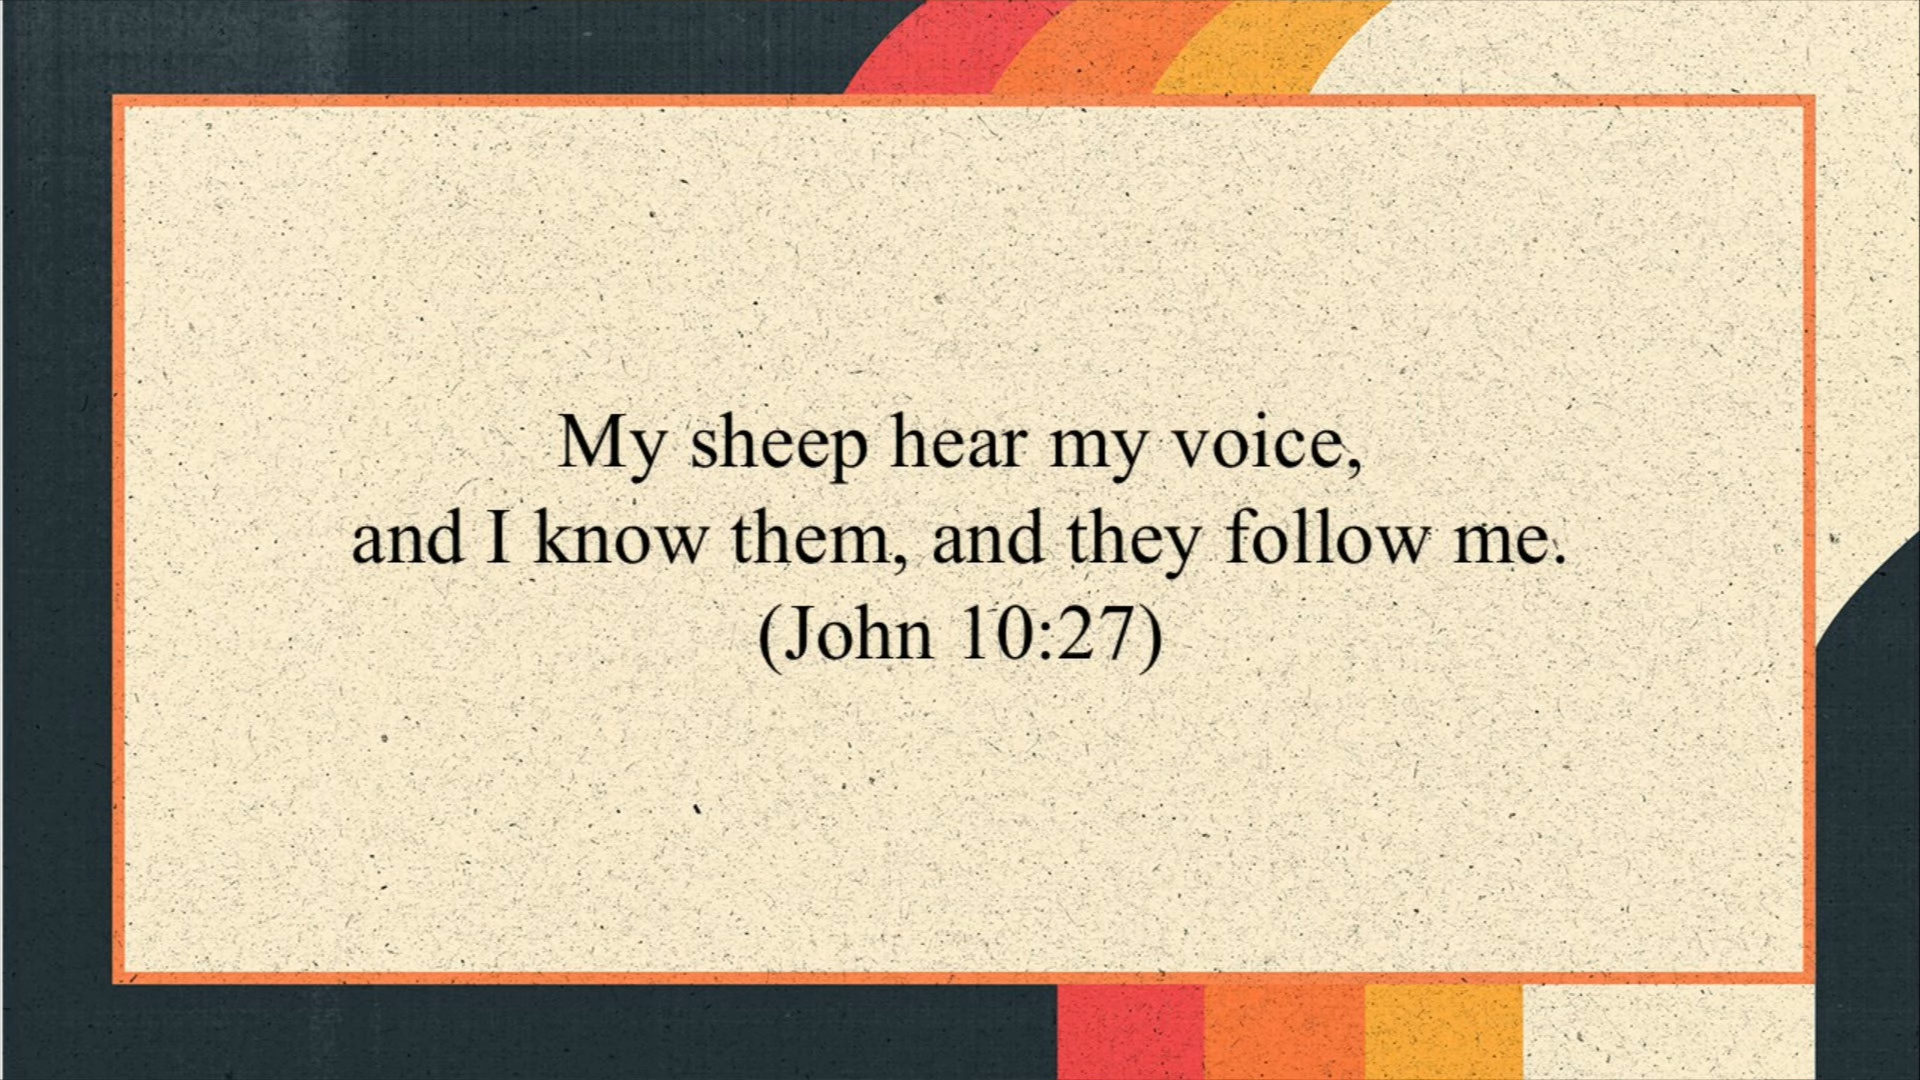 My sheep hear my voice,
and I know them, and they follow me.
(John 10:27)